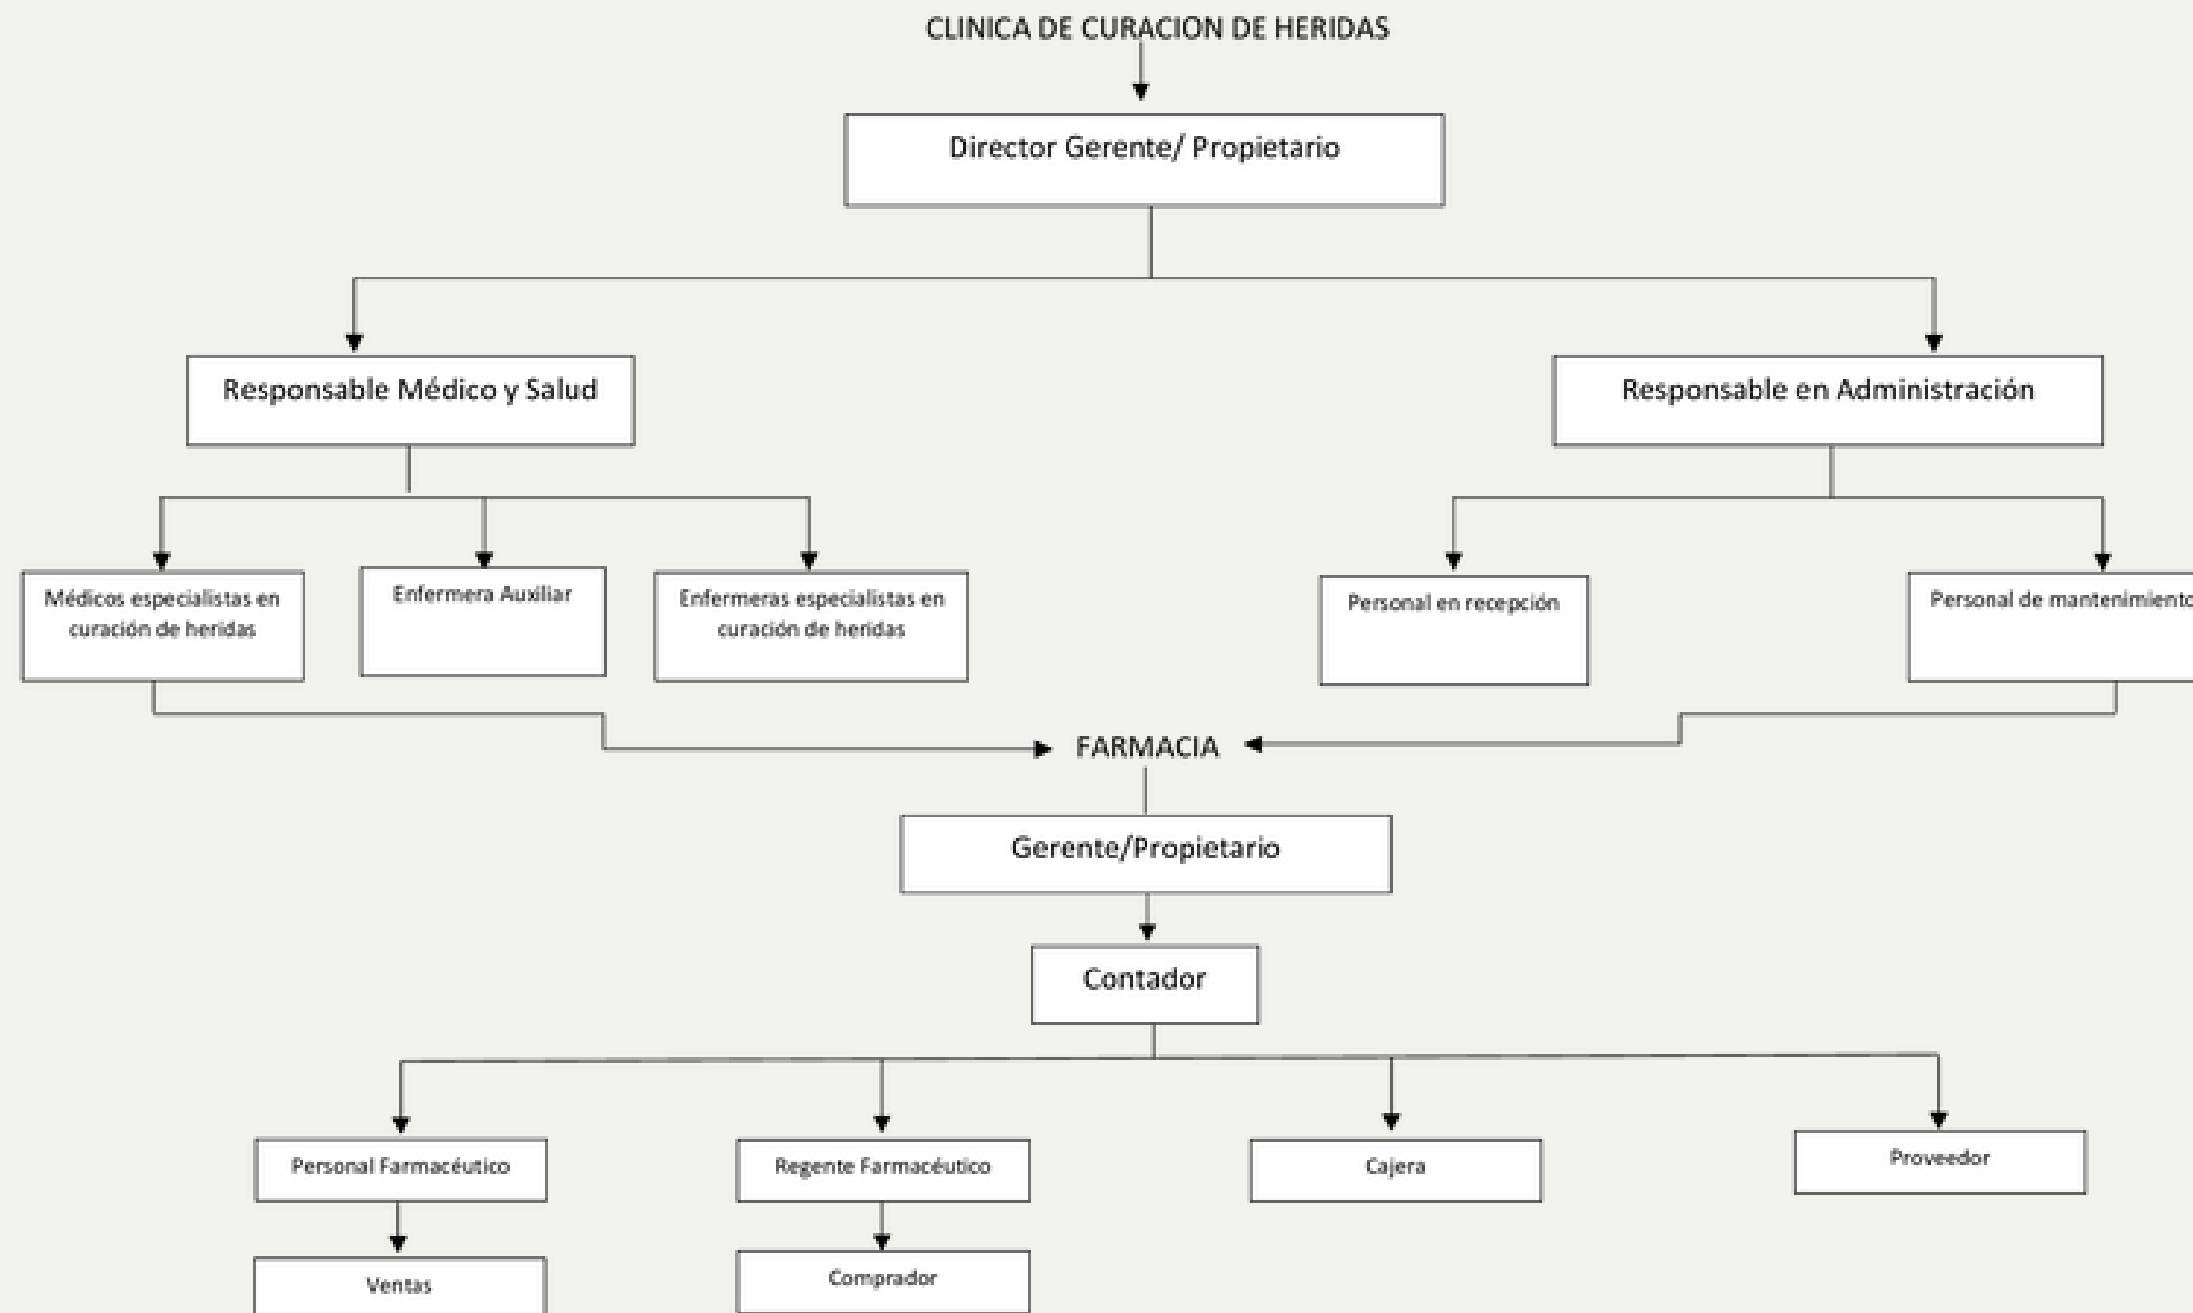 CLINICA DE CURACION DE HERIDAS
Director Gerente/ Propietario
Responsable Médico y Salud
Responsable en Administración
Médicos especialistas en
curación de heridas
Enfermera Auxiliar
Enfermeras especialistas en
curación de heridas
Personal en recepción
Personal de mantenimiento
FARMACIA
Gerente/Propietario
Contador
Personal Farmacéutico
Regente Farmacéutico
Cajera
Proveedor
Ventas
Comprador